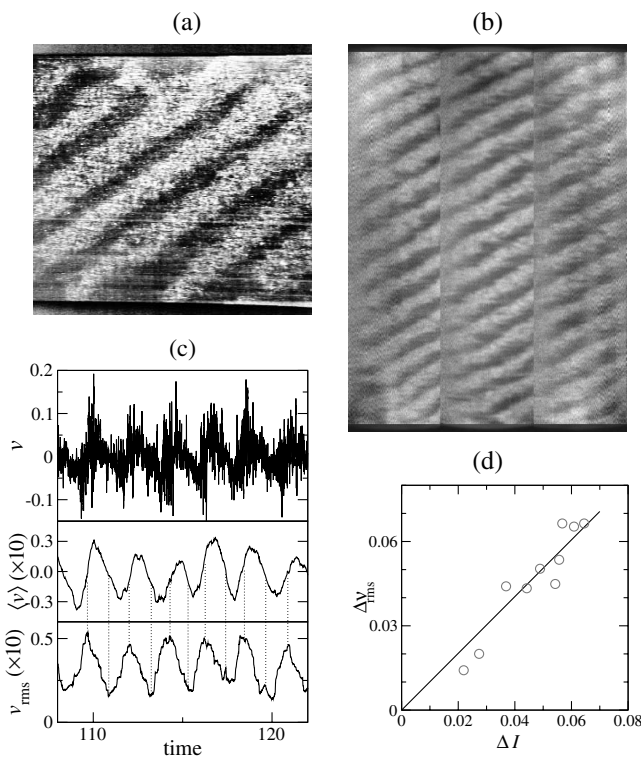 (a)
(b)
(c)
0.2
0.1
0
-0.1
v
0.3
0.0
-0.3
⟨v⟩ (×10)
0.5
0
v_rms (×10)
110
120
time
(d)
0.06
0.03
0
Δv_rms
0
0.02
0.04
0.06
0.08
Δ I